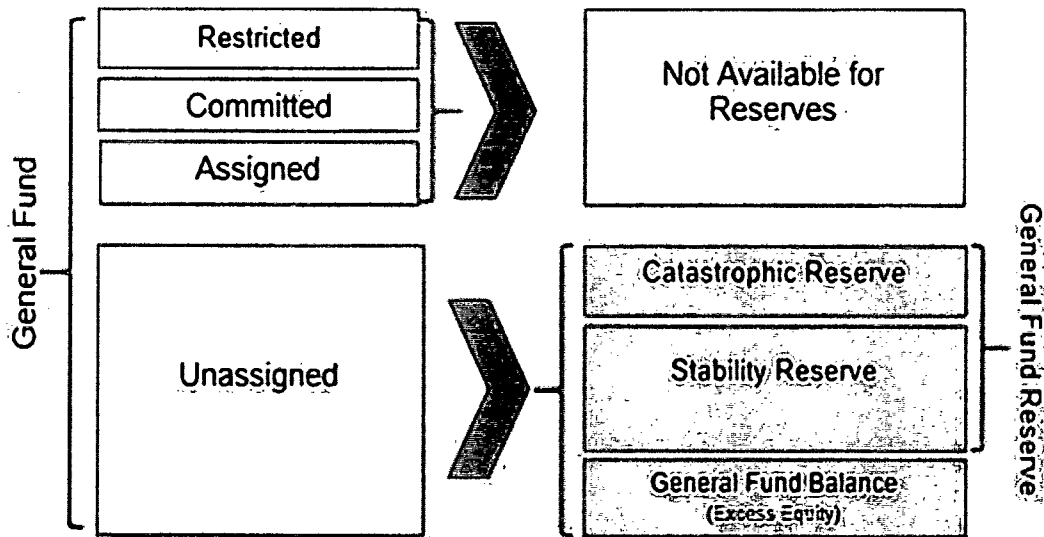 General Fund
Restricted
Committed
Assigned
Not Available for
Reserves
Unassigned
Catastrophic Reserve
Stability Reserve
General Fund Balance
(Excess Equity)
General Fund Reserve